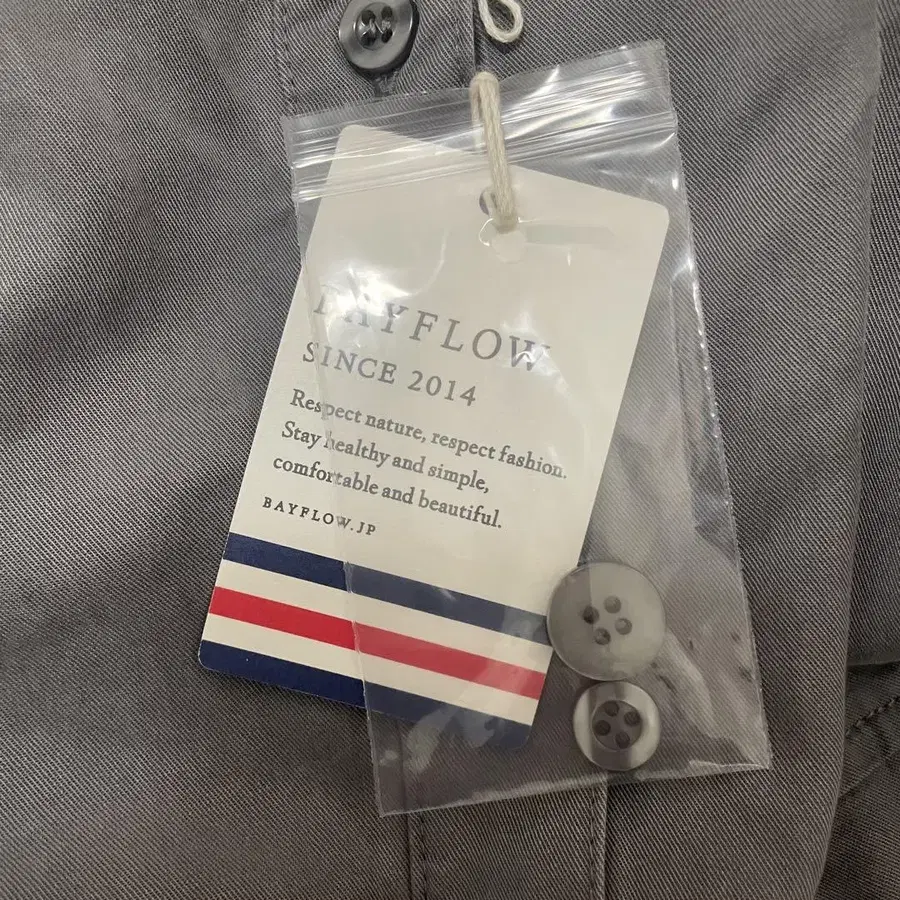 BAYFLOW
SINCE 2014
Respect nature, respect fashion.
Stay healthy and simple,
comfortable and beautiful.
BAYFLOW.JP